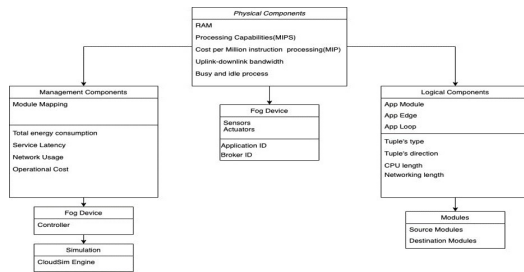 Physical Components
RAM
Processing Capabilities(MIPS)
Cost per Million instruction processing(MIP)
Uplink-downlink bandwidth
Busy and idle process
Management Components
Module Mapping
Total energy consumption
Service Latency
Network Usage
Operational Cost
Fog Device
Sensors
Actuators
Application ID
Broker ID
Logical Components
App Module
App Edge
App Loop
Tuple's type
Tuple's direction
CPU length
Networking length
Fog Device
Controller
Simulation
CloudSim Engine
Modules
Source Modules
Destination Modules